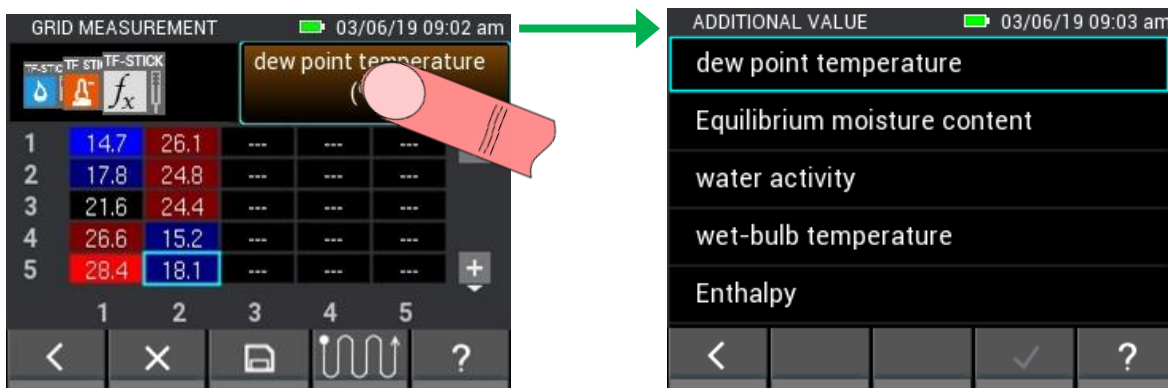 GRID MEASUREMENT 03/06/19 09:02 am
TF-STICK
dew point temperature
(
1 14.7 26.1 --- --- ---
2 17.8 24.8 --- --- ---
3 21.6 24.4 --- --- ---
4 26.6 15.2 --- --- ---
5 28.4 18.1 --- --- --- +
fx
1 2 3 4 5
< X ?
ADDITIONAL VALUE 03/06/19 09:03 am
dew point temperature
Equilibrium moisture content
water activity
wet-bulb temperature
Enthalpy
< ?